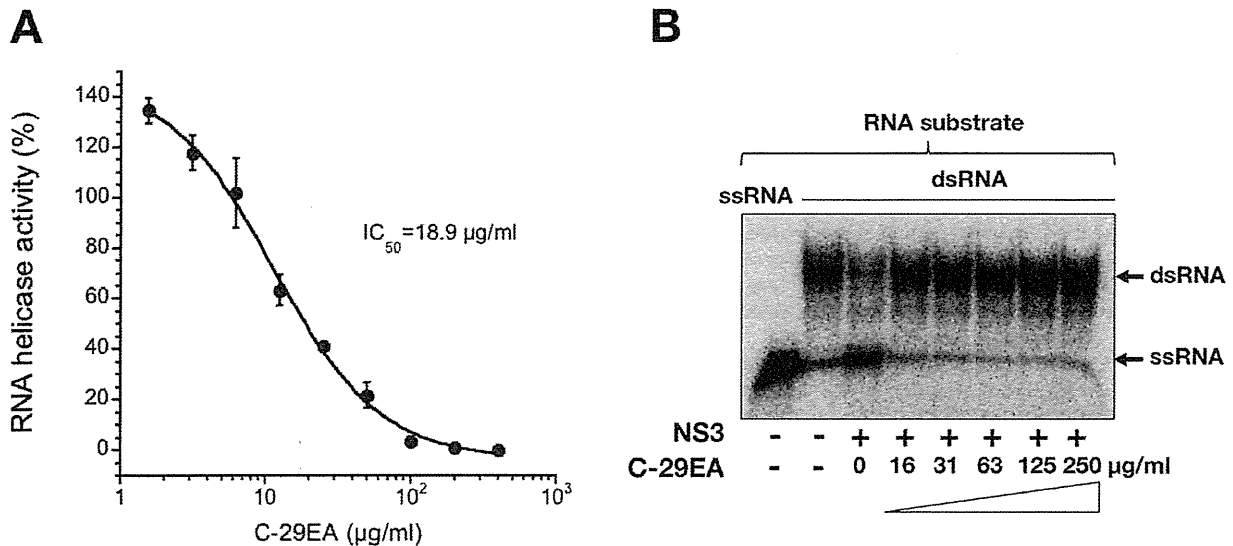 A
RNA helicase activity (%)
140
120
100
80
60
40
20
0
IC50=18.9 µg/ml
1 10 10² 10³
C-29EA (µg/ml)
B
RNA substrate
dsRNA
ssRNA
dsRNA
ssRNA
NS3 - - + + + + + +
C-29EA - - 0 16 31 63 125 250 µg/ml